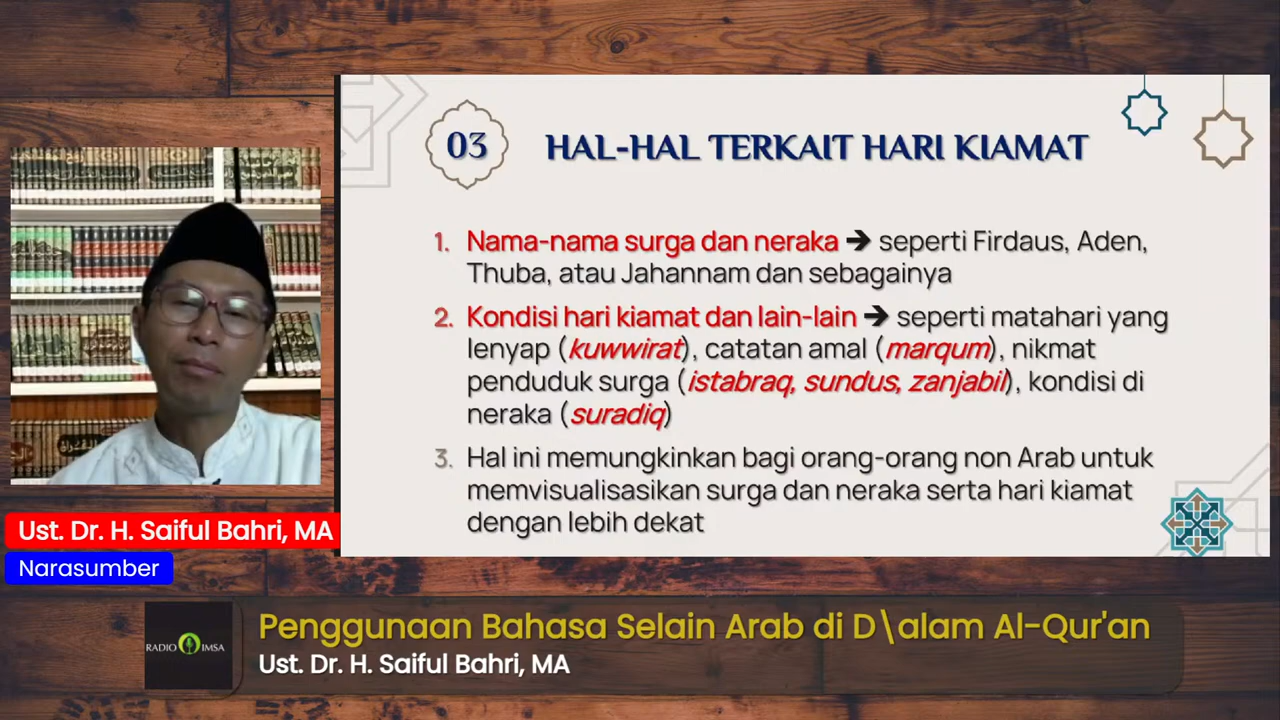 03
HAL-HAL TERKAIT HARI KIAMAT
1. Nama-nama surga dan neraka ➔ seperti Firdaus, Aden,
Thuba, atau Jahannam dan sebagainya
2. Kondisi hari kiamat dan lain-lain ➔ seperti matahari yang
lenyap (kuwwirat), catatan amal (marqum), nikmat
penduduk surga (istabraq, sundus, zanjabil), kondisi di
neraka (suradiq)
3. Hal ini memungkinkan bagi orang-orang non Arab untuk
memvisualisasikan surga dan neraka serta hari kiamat
dengan lebih dekat
Ust. Dr. H. Saiful Bahri, MA
Narasumber
RADIO IMSA
Penggunaan Bahasa Selain Arab di D\alam Al-Qur'an
Ust. Dr. H. Saiful Bahri, MA